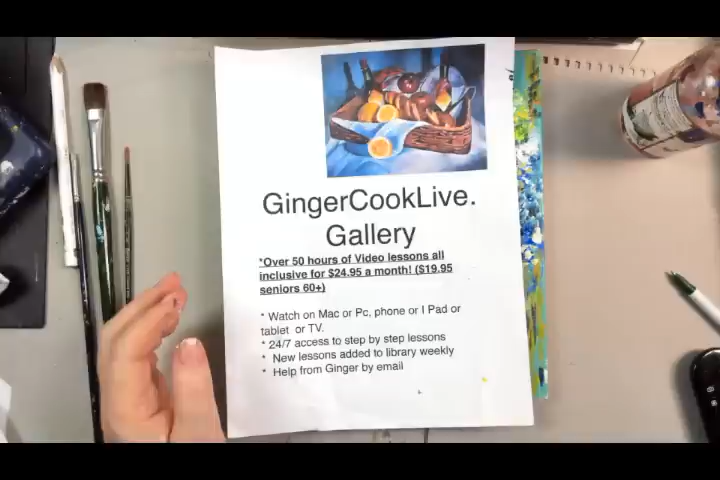 GingerCookLive.
Gallery
*Over 50 hours of Video lessons all
inclusive for $24.95 a month! ($19.95
seniors 60+)
* Watch on Mac or Pc, phone or I Pad or
tablet or TV.
* 24/7 access to step by step lessons
* New lessons added to library weekly
* Help from Ginger by email